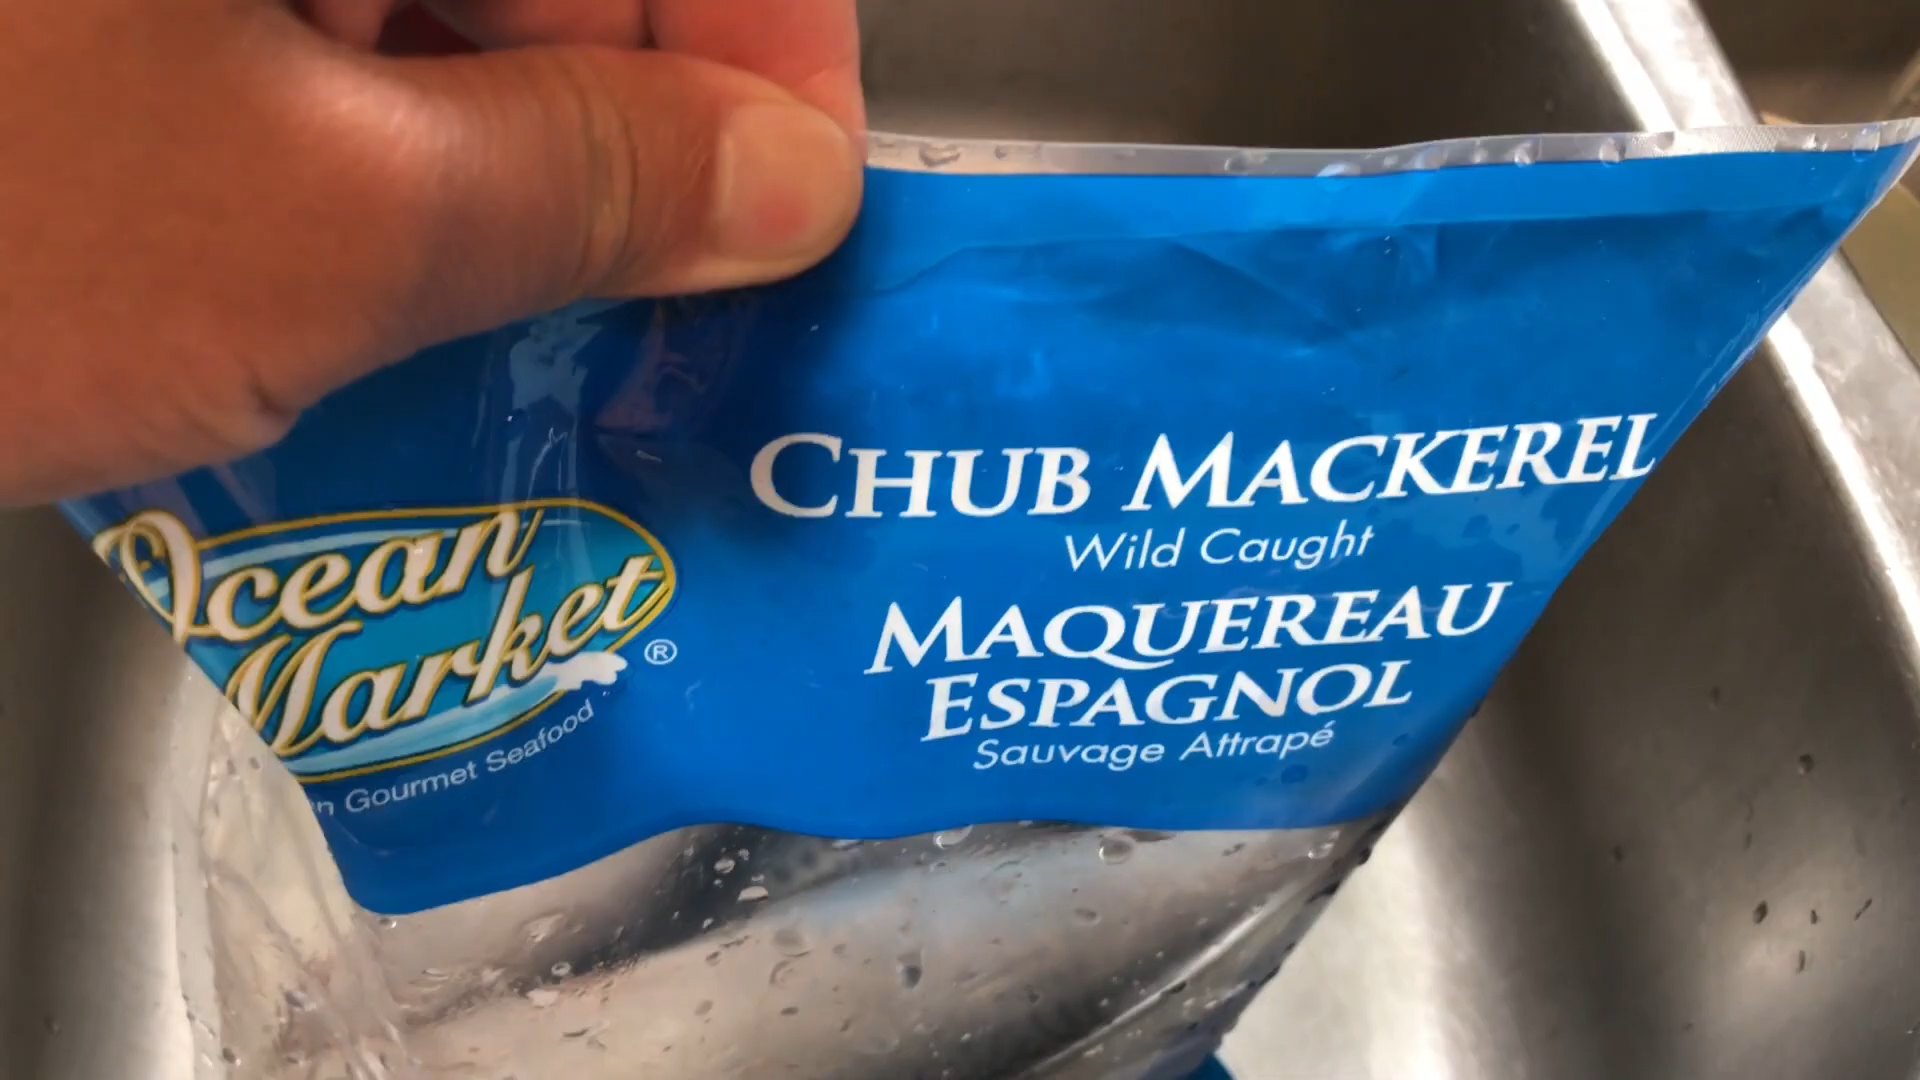 Ocean
Market
®
Gourmet Seafood
CHUB MACKEREL
Wild Caught
MAQUEREAU
ESPAGNOL
Sauvage Attrapé